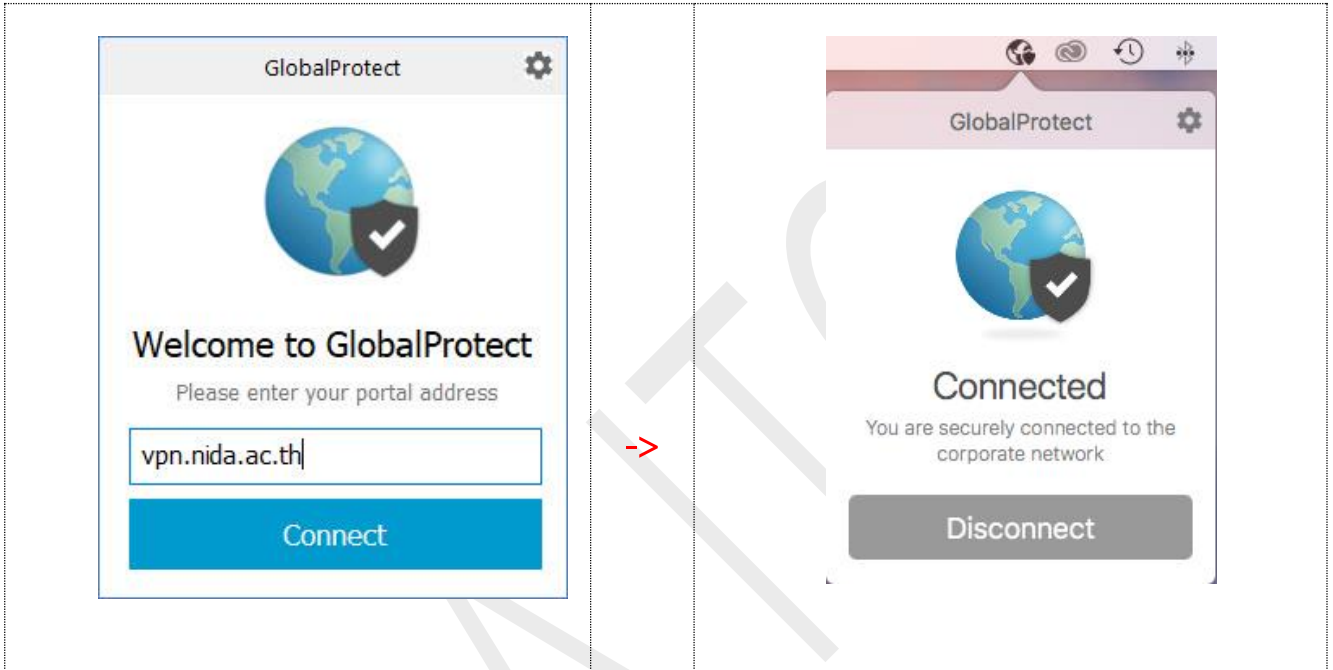 GlobalProtect
Welcome to GlobalProtect
Please enter your portal address
vpn.nida.ac.th
Connect
->
GlobalProtect
Connected
You are securely connected to the
corporate network
Disconnect